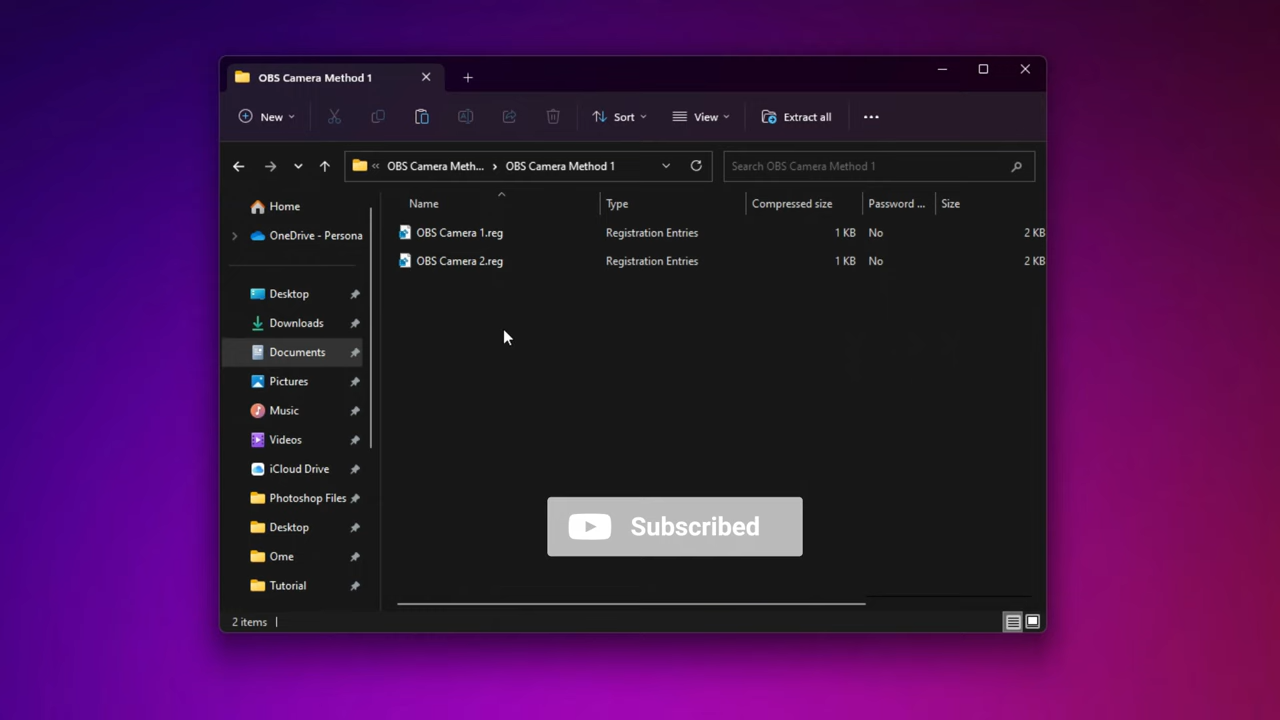 OBS Camera Method 1
New
Sort
View
Extract all
OBS Camera Meth...
OBS Camera Method 1
Search OBS Camera Method 1
Name Type Compressed size Password ... Size
OBS Camera 1.reg Registration Entries 1 KB No 2 KB
OBS Camera 2.reg Registration Entries 1 KB No 2 KB
Home
OneDrive - Persona
Desktop
Downloads
Documents
Pictures
Music
Videos
iCloud Drive
Photoshop Files
Desktop
Ome
Tutorial
Subscribed
2 items